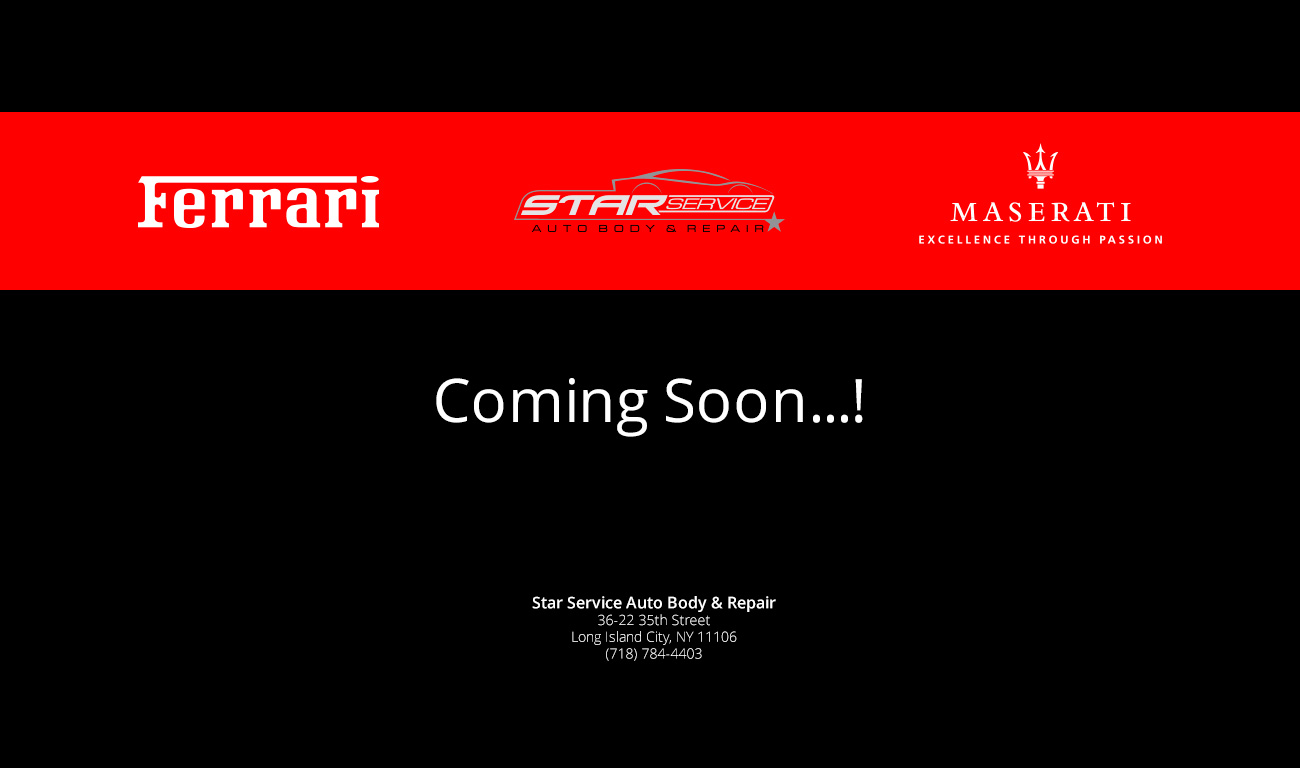 Ferrari
STAR SERVICE
AUTO BODY & REPAIR
MASERATI
EXCELLENCE THROUGH PASSION
Coming Soon...!
Star Service Auto Body & Repair
36-22 35th Street
Long Island City, NY 11106
(718) 784-4403